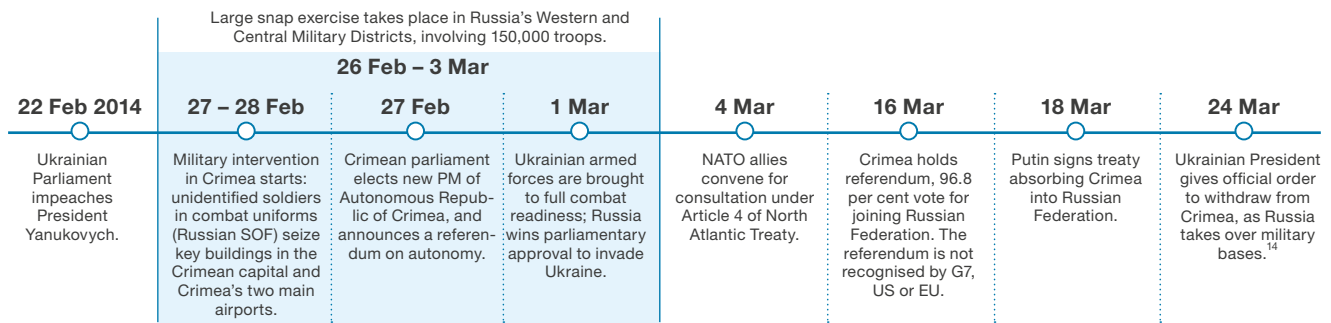 Large snap exercise takes place in Russia’s Western and
Central Military Districts, involving 150,000 troops.
26 Feb – 3 Mar
22 Feb 2014
Ukrainian
Parliament
impeaches
President
Yanukovych.
27 – 28 Feb
Military intervention
in Crimea starts:
unidentified soldiers
in combat uniforms
(Russian SOF) seize
key buildings in the
Crimean capital and
Crimea’s two main
airports.
27 Feb
Crimean parliament
elects new PM of
Autonomous Repub-
lic of Crimea, and
announces a referen-
dum on autonomy.
1 Mar
Ukrainian armed
forces are brought
to full combat
readiness; Russia
wins parliamentary
approval to invade
Ukraine.
4 Mar
NATO allies
convene for
consultation under
Article 4 of North
Atlantic Treaty.
16 Mar
Crimea holds
referendum, 96.8
per cent vote for
joining Russian
Federation. The
referendum is not
recognised by G7,
US or EU.
18 Mar
Putin signs treaty
absorbing Crimea
into Russian
Federation.
24 Mar
Ukrainian President
gives official order
to withdraw from
Crimea, as Russia
takes over military
bases.14